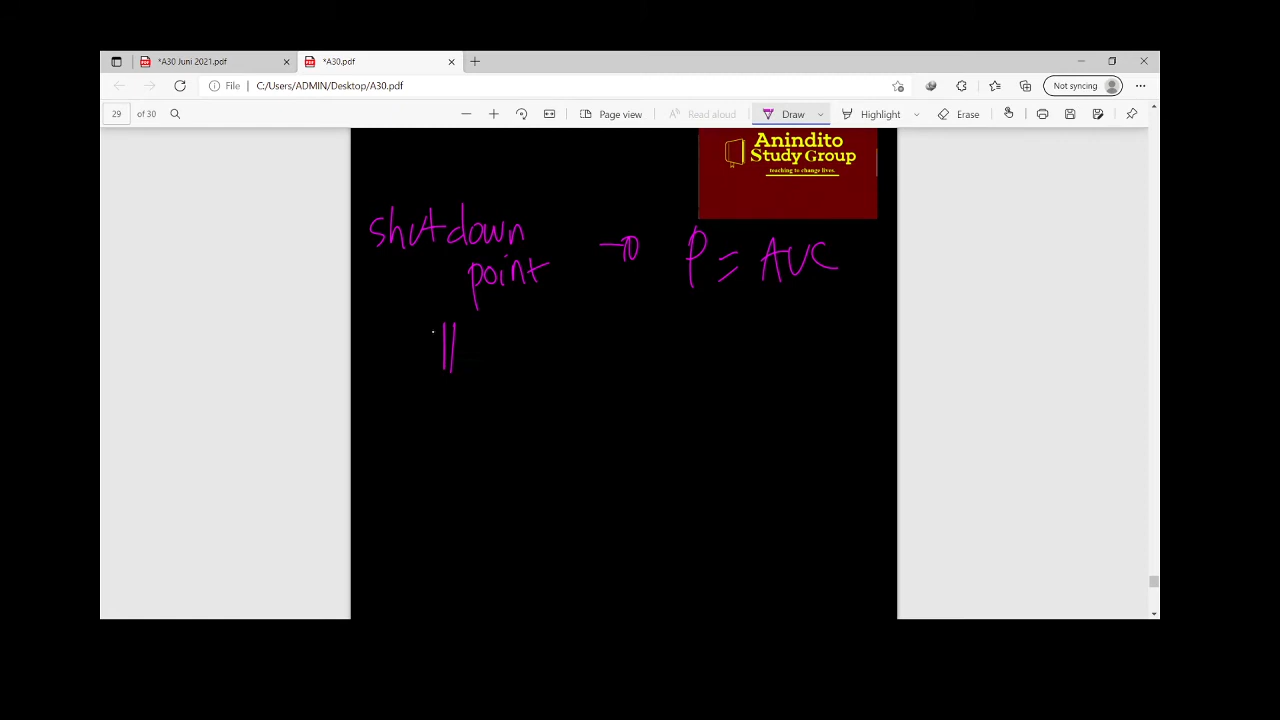 *A30 Juni 2021.pdf
*A30.pdf
File
C:/Users/ADMIN/Desktop/A30.pdf
Not syncing
29 of 30
Page view
Read aloud
Draw
Highlight
Erase
Anindito
Study Group
teaching to change lives.
shutdown → P = AVC
point